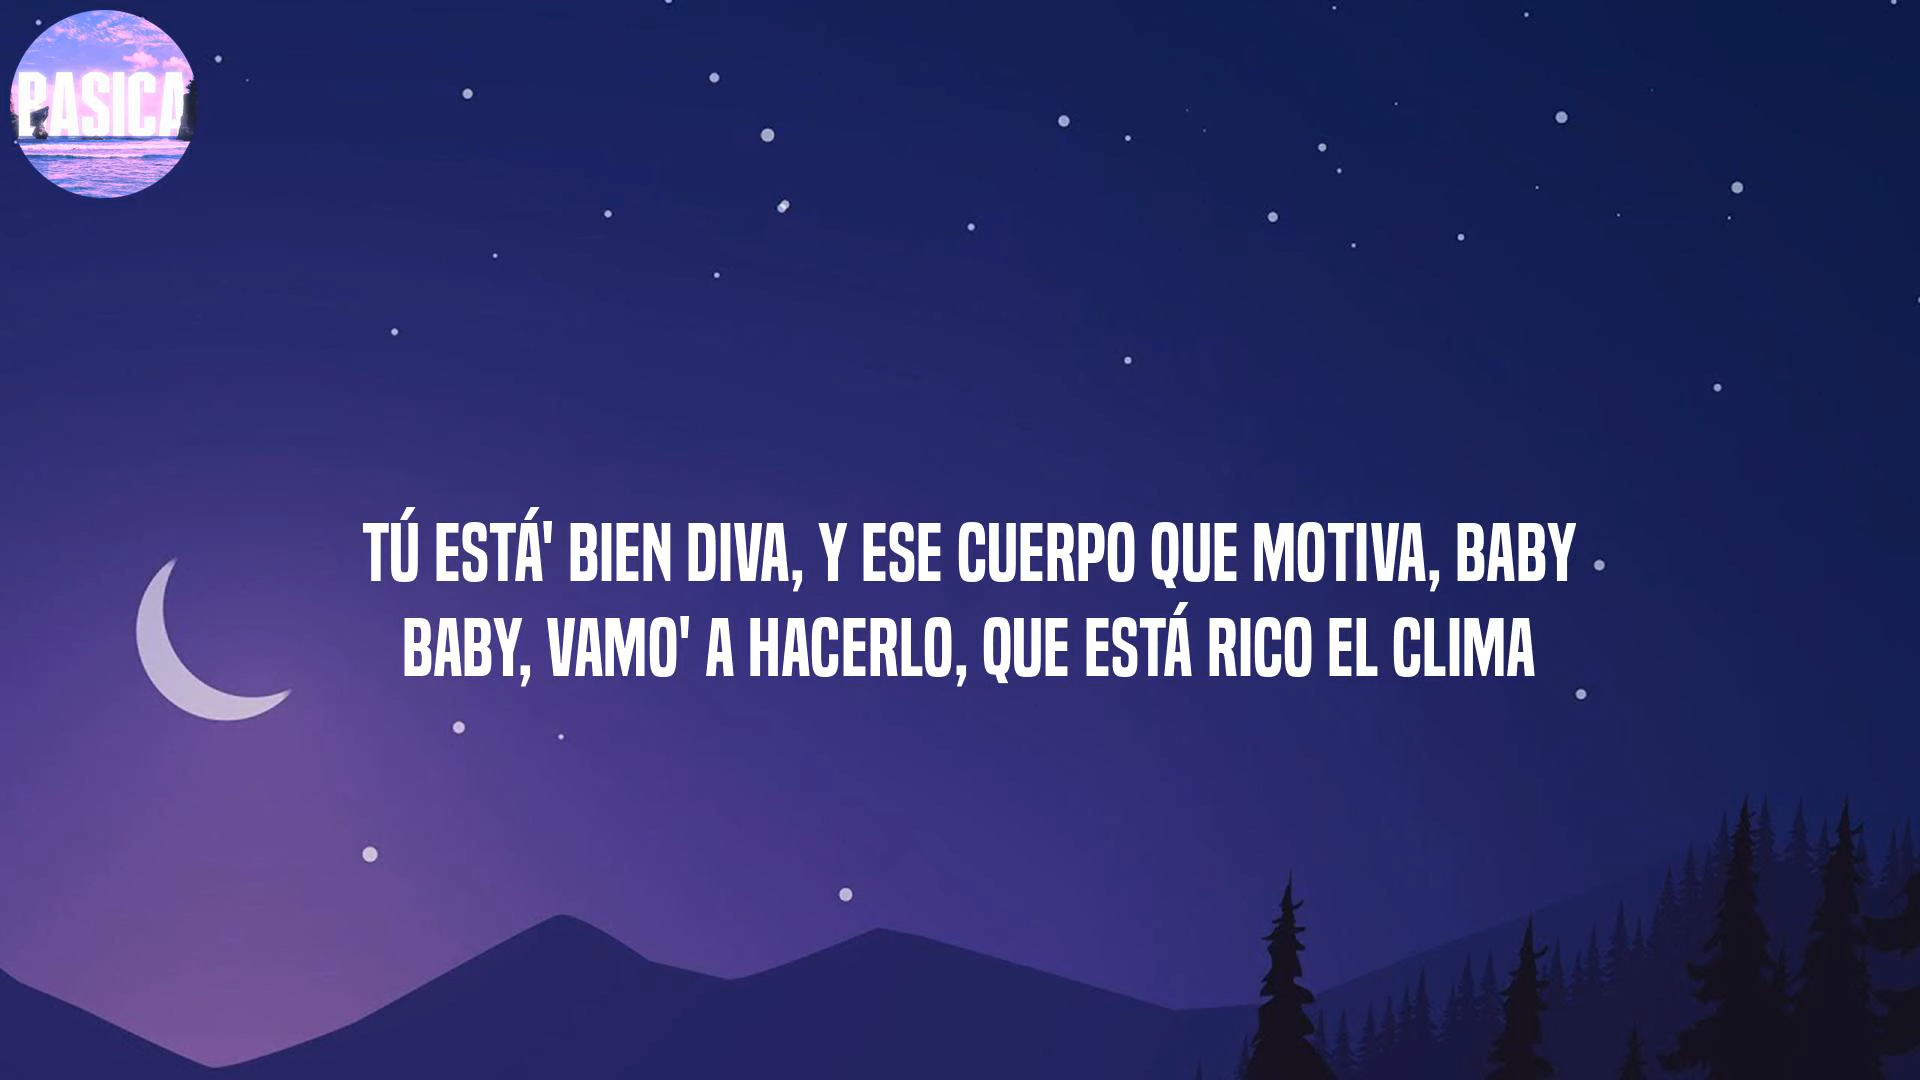 PASICA
TÚ ESTÁ' BIEN DIVA, Y ESE CUERPO QUE MOTIVA, BABY
BABY, VAMO' A HACERLO, QUE ESTÁ RICO EL CLIMA